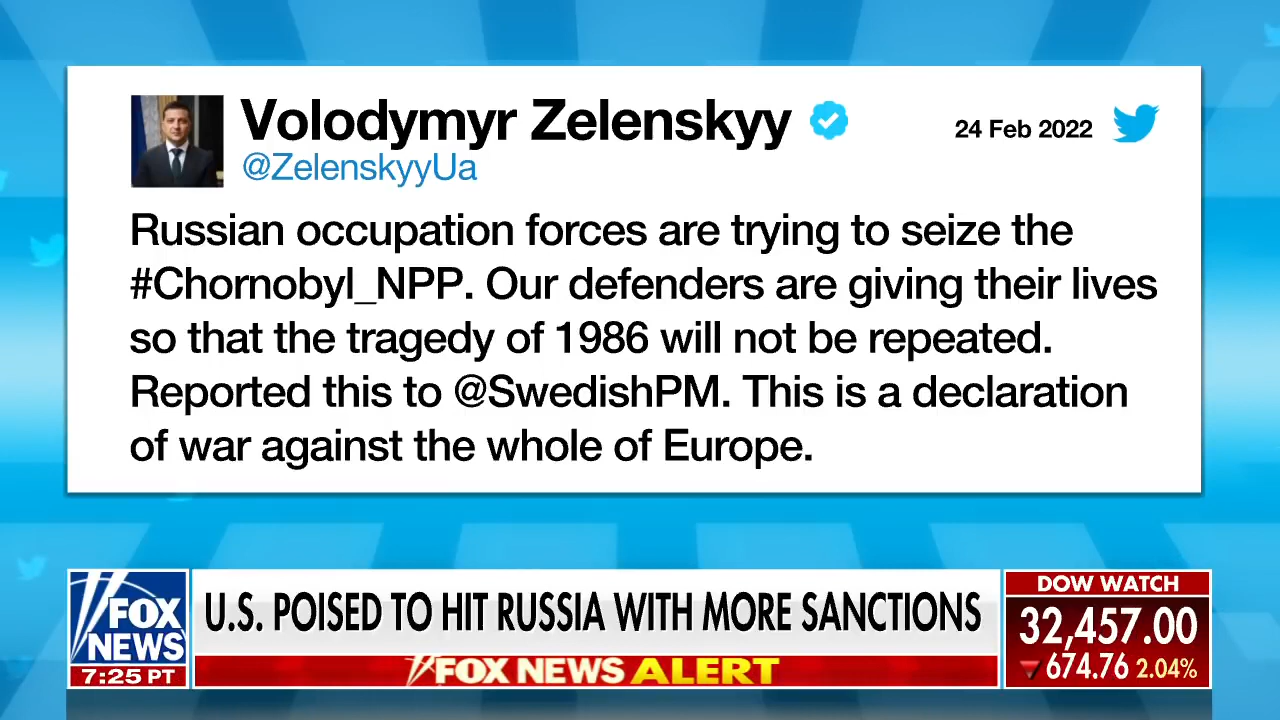 Volodymyr Zelenskyy
24 Feb 2022
@ZelenskyyUa
Russian occupation forces are trying to seize the
#Chornobyl_NPP. Our defenders are giving their lives
so that the tragedy of 1986 will not be repeated.
Reported this to @SwedishPM. This is a declaration
of war against the whole of Europe.
FOX
NEWS
7:25 PT
U.S. POISED TO HIT RUSSIA WITH MORE SANCTIONS
FOX NEWS ALERT
DOW WATCH
32,457.00
674.76 2.04%